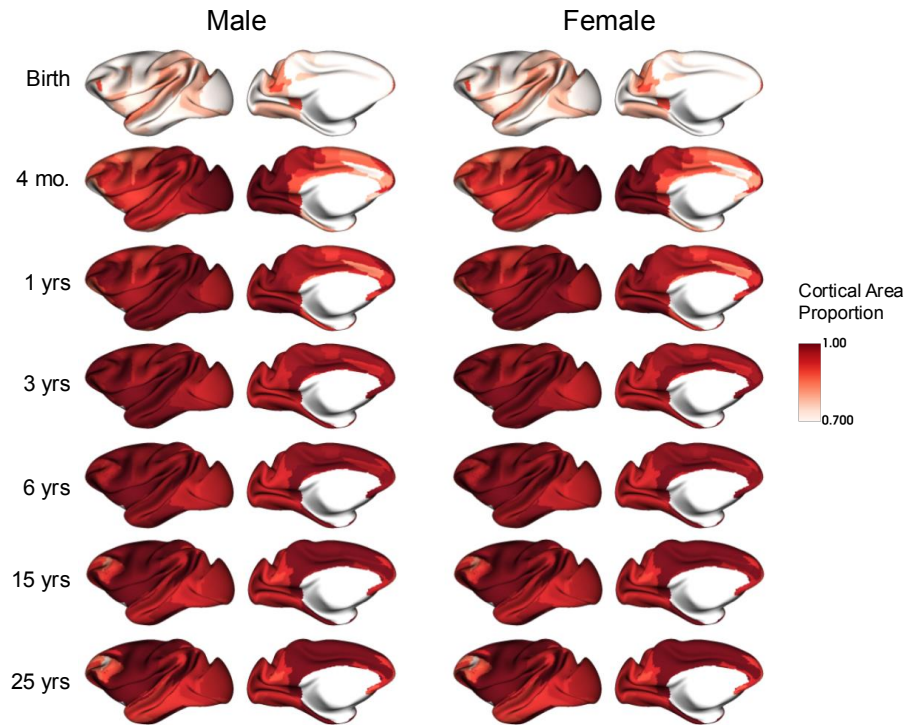 Male
Female
Birth
4 mo.
1 yrs
3 yrs
6 yrs
15 yrs
25 yrs
Cortical Area
Proportion
1.00
0.700